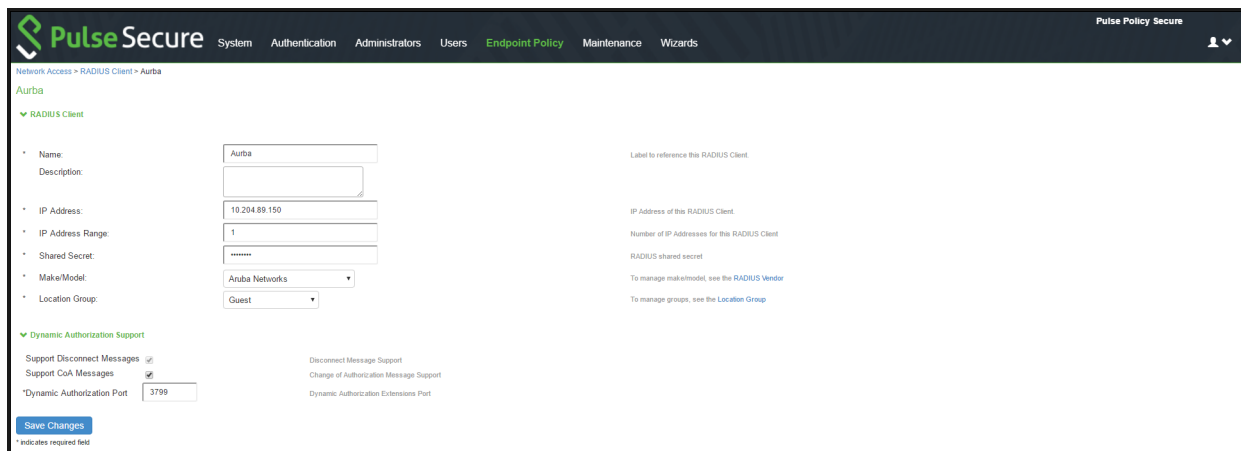 Pulse Policy Secure
Pulse Secure System Authentication Administrators Users Endpoint Policy Maintenance Wizards
Network Access > RADIUS Client > Aurba
Aurba
RADIUS Client
* Name: Aurba Label to reference this RADIUS Client.
Description:
* IP Address: 10.204.89.150 IP Address of this RADIUS Client
* IP Address Range: 1 Number of IP Addresses for this RADIUS Client
* Shared Secret: •••••••• RADIUS shared secret
* Make/Model: Aruba Networks To manage make/model, see the RADIUS Vendor
* Location Group: Guest To manage groups, see the Location Group
Dynamic Authorization Support
Support Disconnect Messages Disconnect Message Support
Support CoA Messages Change of Authorization Message Support
*Dynamic Authorization Port 3799 Dynamic Authorization Extensions Port
Save Changes
* indicates required field